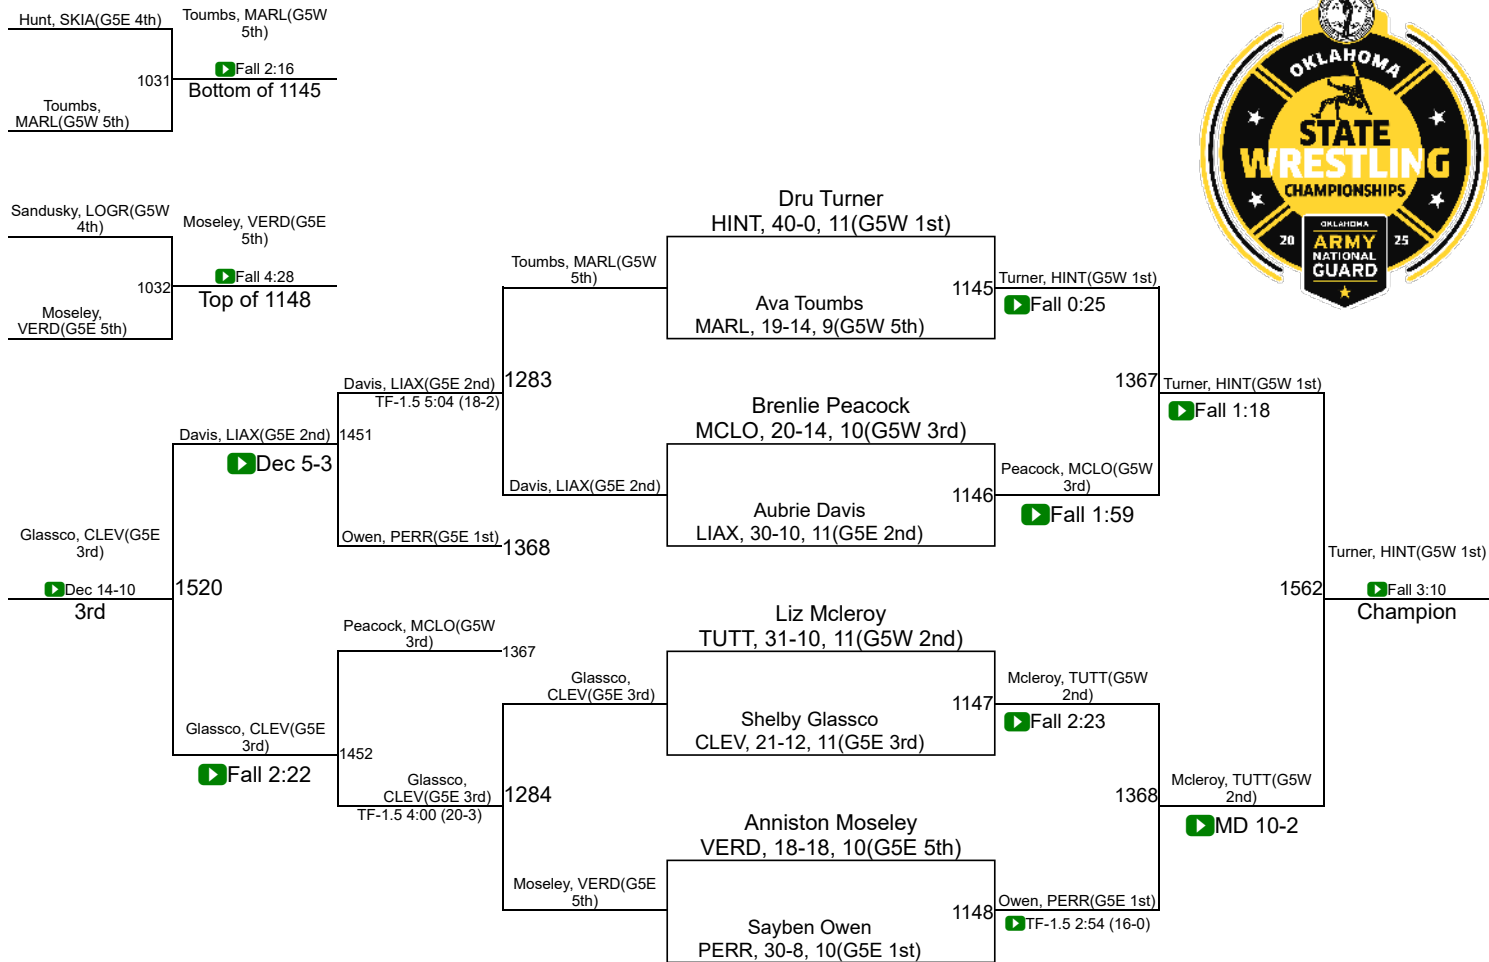 Hunt, SKIA(G5E 4th)
Toumbs, MARL(G5W
5th)
1031
Fall 2:16
Bottom of 1145
Toumbs,
MARL(G5W 5th)
Sandusky, LOGR(G5W
4th)
Moseley, VERD(G5E
5th)
1032
Fall 4:28
Top of 1148
Moseley,
VERD(G5E 5th)
OKLAHOMA
STATE
WRESTLING
CHAMPIONSHIPS
20
25
OKLAHOMA
ARMY
NATIONAL
GUARD
Dru Turner
HINT, 40-0, 11(G5W 1st)
Toumbs, MARL(G5W
5th)
1145
Turner, HINT(G5W 1st)
Fall 0:25
Ava Toumbs
MARL, 19-14, 9(G5W 5th)
Davis, LIAX(G5E 2nd)
TF-1.5 5:04 (18-2)
1283
1367
Turner, HINT(G5W 1st)
Fall 1:18
Brenlie Peacock
MCLO, 20-14, 10(G5W 3rd)
Davis, LIAX(G5E 2nd)
1451
Dec 5-3
Davis, LIAX(G5E 2nd)
1146
Peacock, MCLO(G5W
3rd)
Fall 1:59
Aubrie Davis
LIAX, 30-10, 11(G5E 2nd)
Owen, PERR(G5E 1st)
1368
Glassco, CLEV(G5E
3rd)
Dec 14-10
3rd
1520
1562
Turner, HINT(G5W 1st)
Fall 3:10
Champion
Peacock, MCLO(G5W
3rd)
1367
Liz Mcleroy
TUTT, 31-10, 11(G5W 2nd)
Glassco,
CLEV(G5E 3rd)
1147
Mcleroy, TUTT(G5W
2nd)
Fall 2:23
Shelby Glassco
CLEV, 21-12, 11(G5E 3rd)
Glassco, CLEV(G5E
3rd)
1452
Fall 2:22
Glassco,
CLEV(G5E 3rd)
TF-1.5 4:00 (20-3)
1284
1368
Mcleroy, TUTT(G5W
2nd)
MD 10-2
Anniston Moseley
VERD, 18-18, 10(G5E 5th)
Moseley, VERD(G5E
5th)
1148
Owen, PERR(G5E 1st)
TF-1.5 2:54 (16-0)
Sayben Owen
PERR, 30-8, 10(G5E 1st)